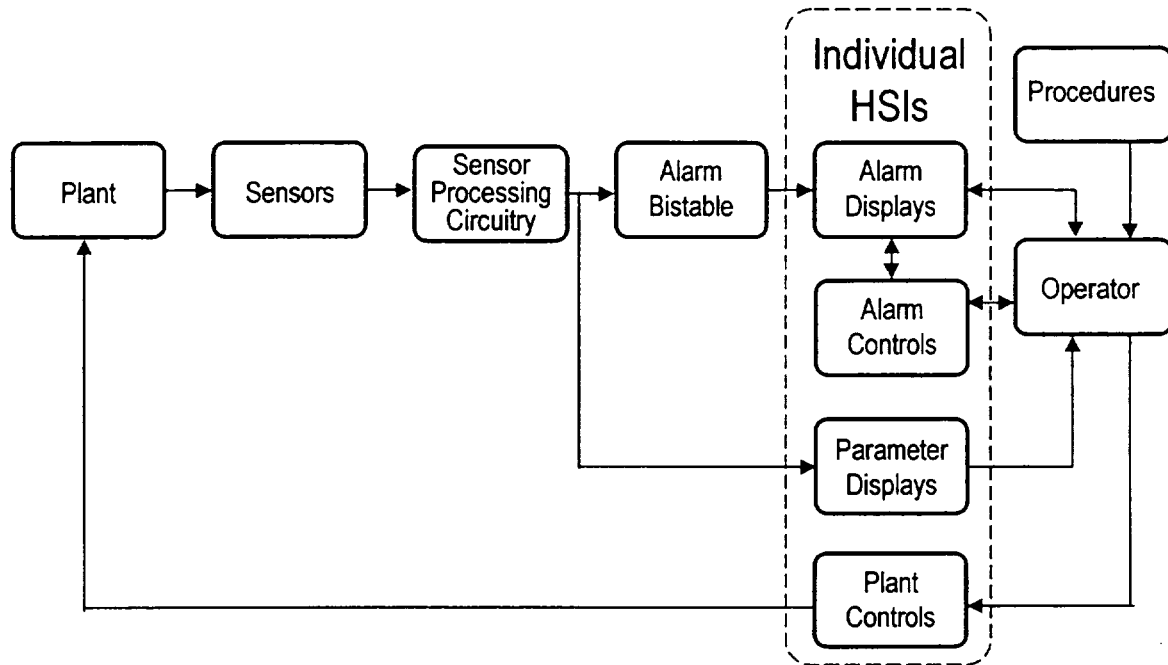 Individual
HSIs
Procedures
Plant
Sensors
Sensor
Processing
Circuitry
Alarm
Bistable
Alarm
Displays
Operator
Alarm
Controls
Parameter
Displays
Plant
Controls